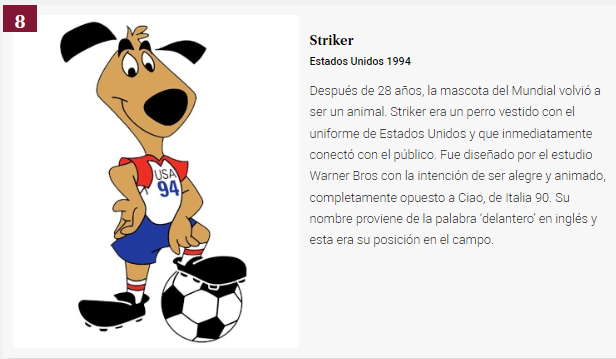 8
Striker
Estados Unidos 1994
Después de 28 años, la mascota del Mundial volvió a
ser un animal. Striker era un perro vestido con el
uniforme de Estados Unidos y que inmediatamente
conectó con el público. Fue diseñado por el estudio
Warner Bros con la intención de ser alegre y animado,
completamente opuesto a Ciao, de Italia 90. Su
nombre proviene de la palabra ‘delantero’ en inglés y
esta era su posición en el campo.
USA
94